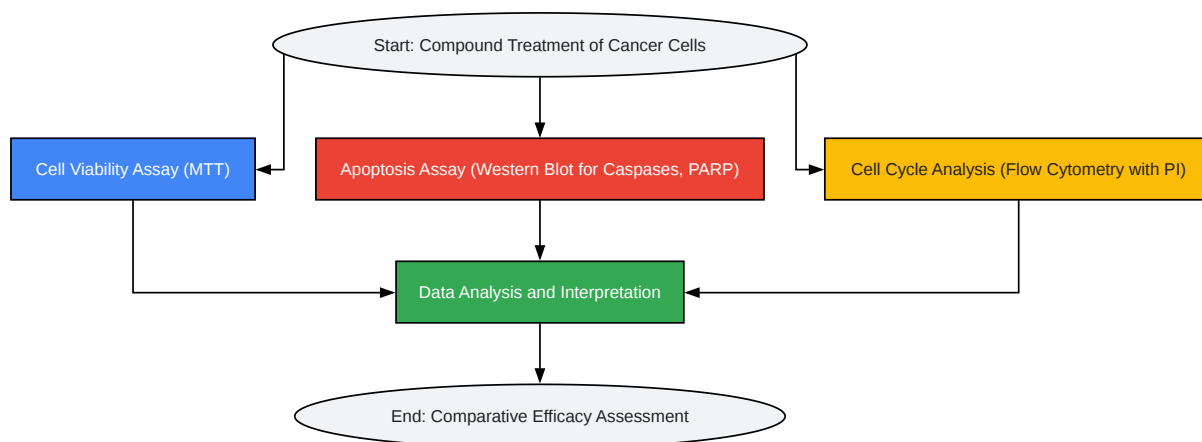 Start: Compound Treatment of Cancer Cells
Cell Viability Assay (MTT)
Apoptosis Assay (Western Blot for Caspases, PARP)
Cell Cycle Analysis (Flow Cytometry with PI)
Data Analysis and Interpretation
End: Comparative Efficacy Assessment